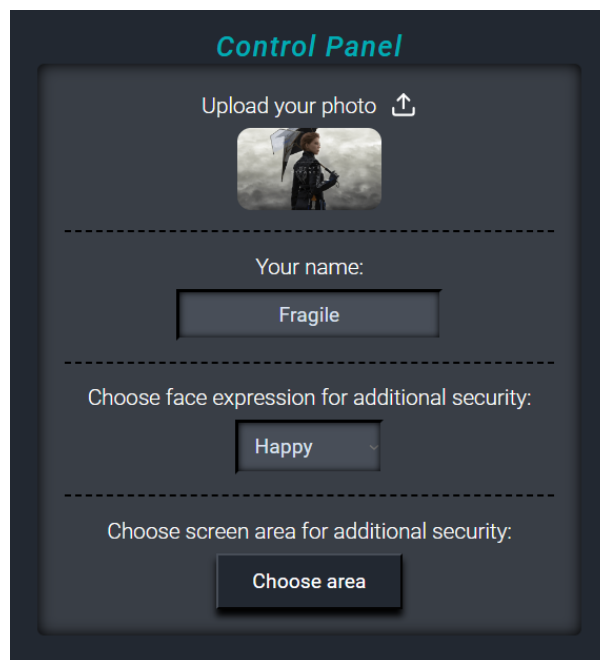 Control Panel
Upload your photo
Your name:
Fragile
Choose face expression for additional security:
Happy
Choose screen area for additional security:
Choose area